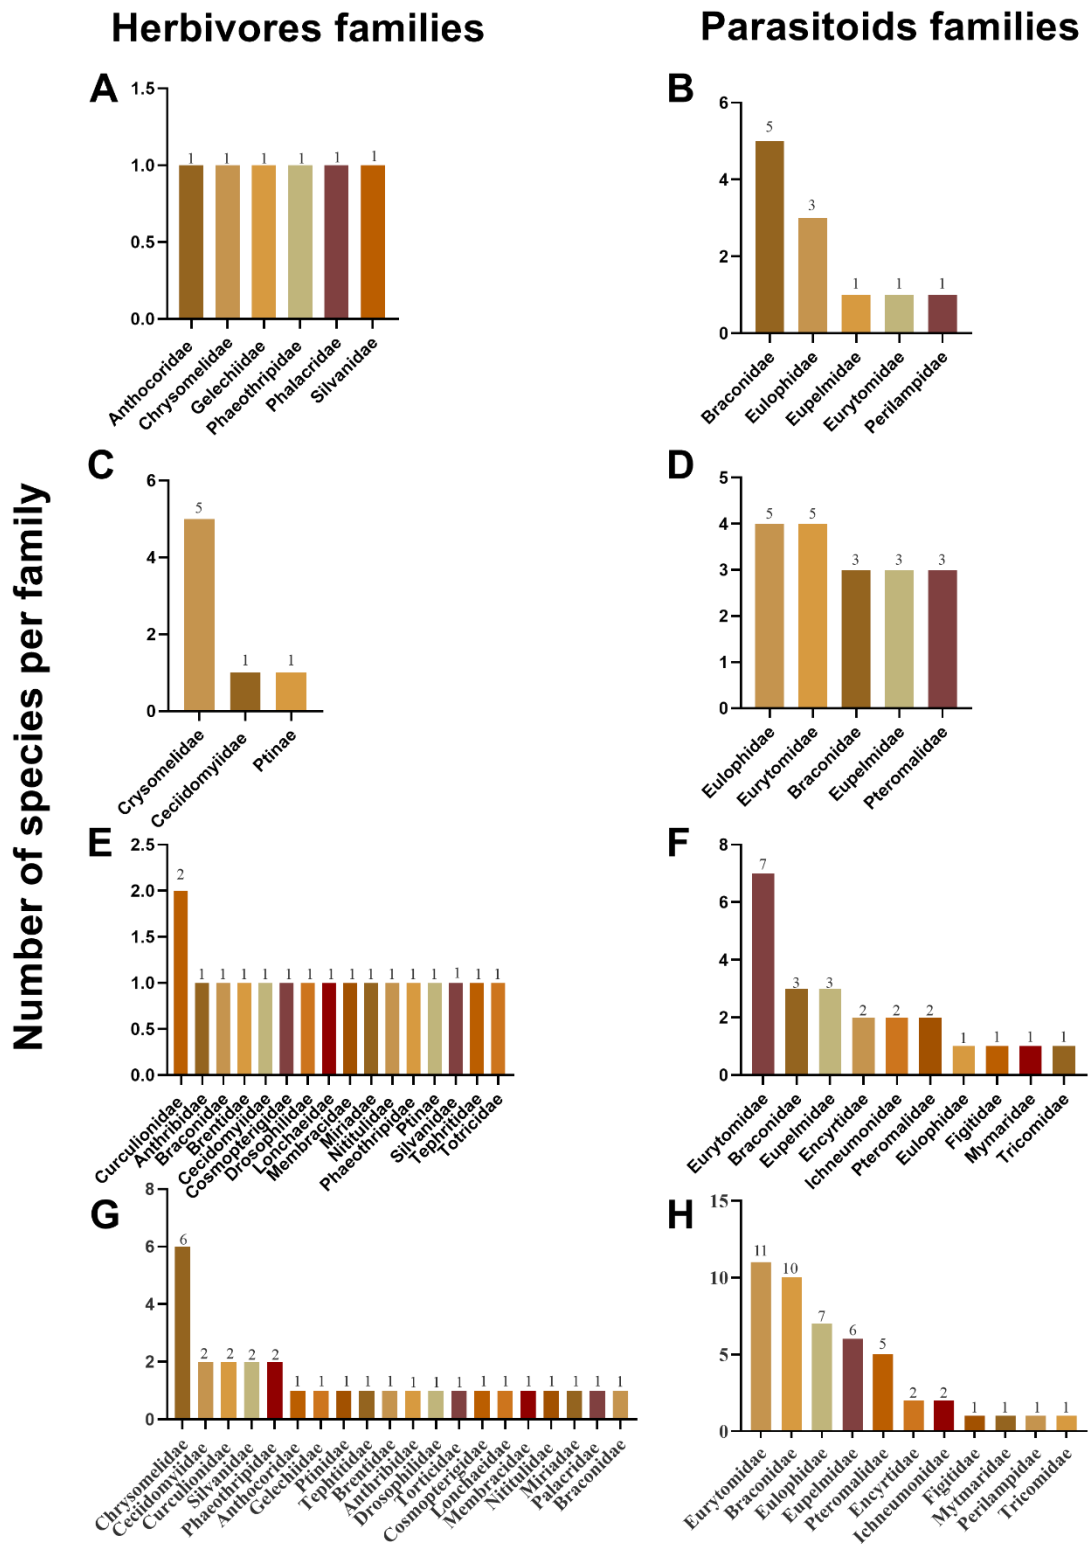 Herbivores families
Parasitoids families
Number of species per family
A
1.5
1.0
0.5
0.0
1 1 1 1 1 1
Anthocoridae
Chrysomelidae
Gelechiidae
Phaeothripidae
Phalacridae
Silvanidae
B
6
4
2
0
5 3 1 1 1
Braconidae
Eulophidae
Eupelmidae
Eurytomidae
Perilampidae
C
6
4
2
0
5 1 1
Crysomelidae
Ceciidomyiidae
Ptinae
D
5
4
3
2
1
0
5 5 3 3 3
Eulophidae
Eurytomidae
Braconidae
Eupelmidae
Pteromalidae
E
2.5
2.0
1.5
1.0
0.5
0.0
2 1 1 1 1 1 1 1 1 1 1 1 1 1 1 1
Curculionidae
Anthribidae
Braconidae
Brentidae
Cecidomylidae
Cosmopterigidae
Drosophilidae
Lonchaeidae
Membracidae
Miriadae
Nititulidae
Phaeothripidae
Ptinae
Silvanidae
Tephritidae
Totricidae
F
8
6
4
2
0
7 3 3 2 2 2 1 1 1 1
Eurytomidae
Braconidae
Eupelmidae
Encyrtidae
Ichneumonidae
Pteromalidae
Eulophidae
Figitidae
Mymaridae
Tricomidae
G
8
6
4
2
0
6 2 2 2 2 1 1 1 1 1 1 1 1 1 1 1 1 1 1 1
Chrysomelidae
Ceciidomylidae
Curculionidae
Silvanidae
Phaeothripidae
Anthocoridae
Gelechiidae
Ptinidae
Tephtitidae
Brentidae
Anthribidae
Drosophilidae
Torticidae
Cosmopterigidae
Lonchacidae
Membracidae
Nititulidae
Miriadae
Palacridae
Braconidae
H
15
10
5
0
11 10 7 6 5 2 2 1 1 1 1
Eurytomidae
Braconidae
Eulophidae
Eupelmidae
Pteromalidae
Encyrtidae
Ichneumonidae
Figitidae
Mytmaridae
Perilampidae
Tricomidae